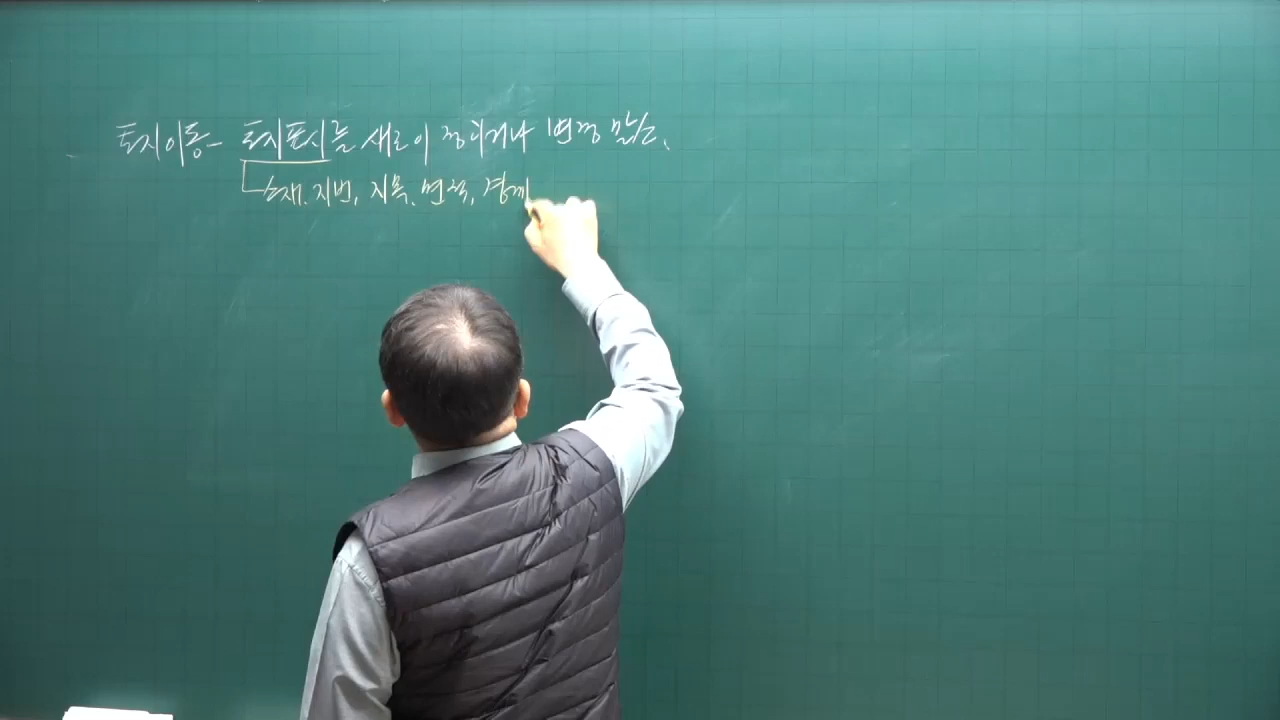 토지이동- 토지표시를 새로이 정하거나 변경 말소.
소재, 지번, 지목, 면적, 경계